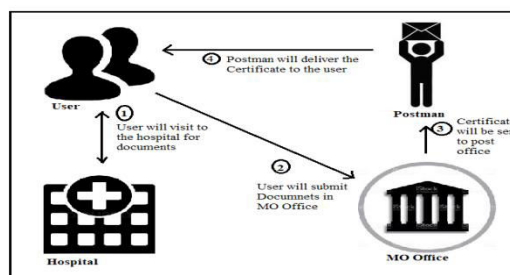 ④ Postman will deliver the
Certificate to the user
User
Postman
①
User will visit to
the hospital for
documents
③ Certificat
will be se
to post
office
②
User will submit
Documnets in
MO Office
Hospital
MO Office